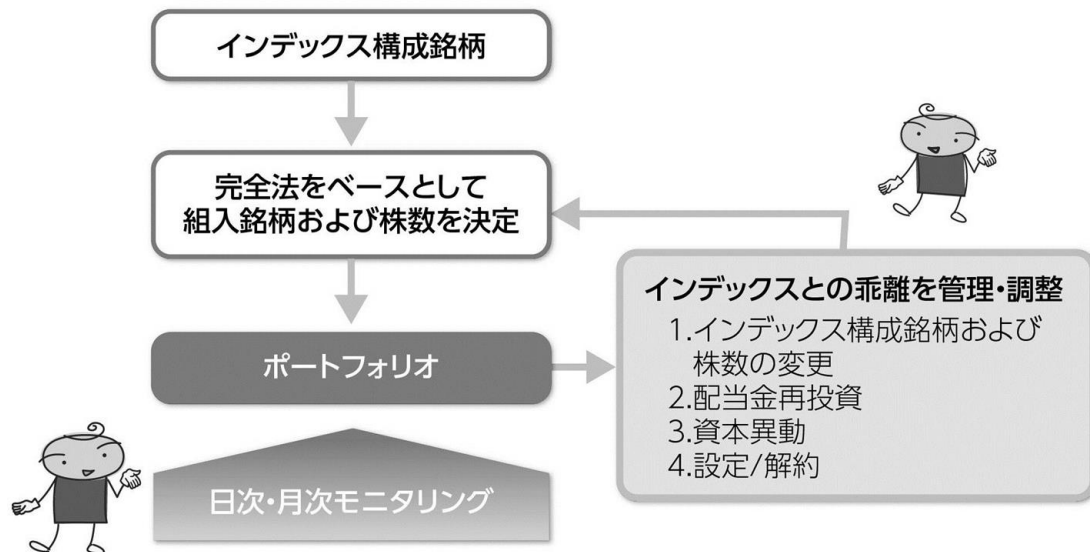 インデックス構成銘柄
完全法をベースとして
組入銘柄および株数を決定
インデックスとの乖離を管理・調整
1.インデックス構成銘柄および
株数の変更
2.配当金再投資
3.資本異動
4.設定/解約
ポートフォリオ
日次・月次モニタリング